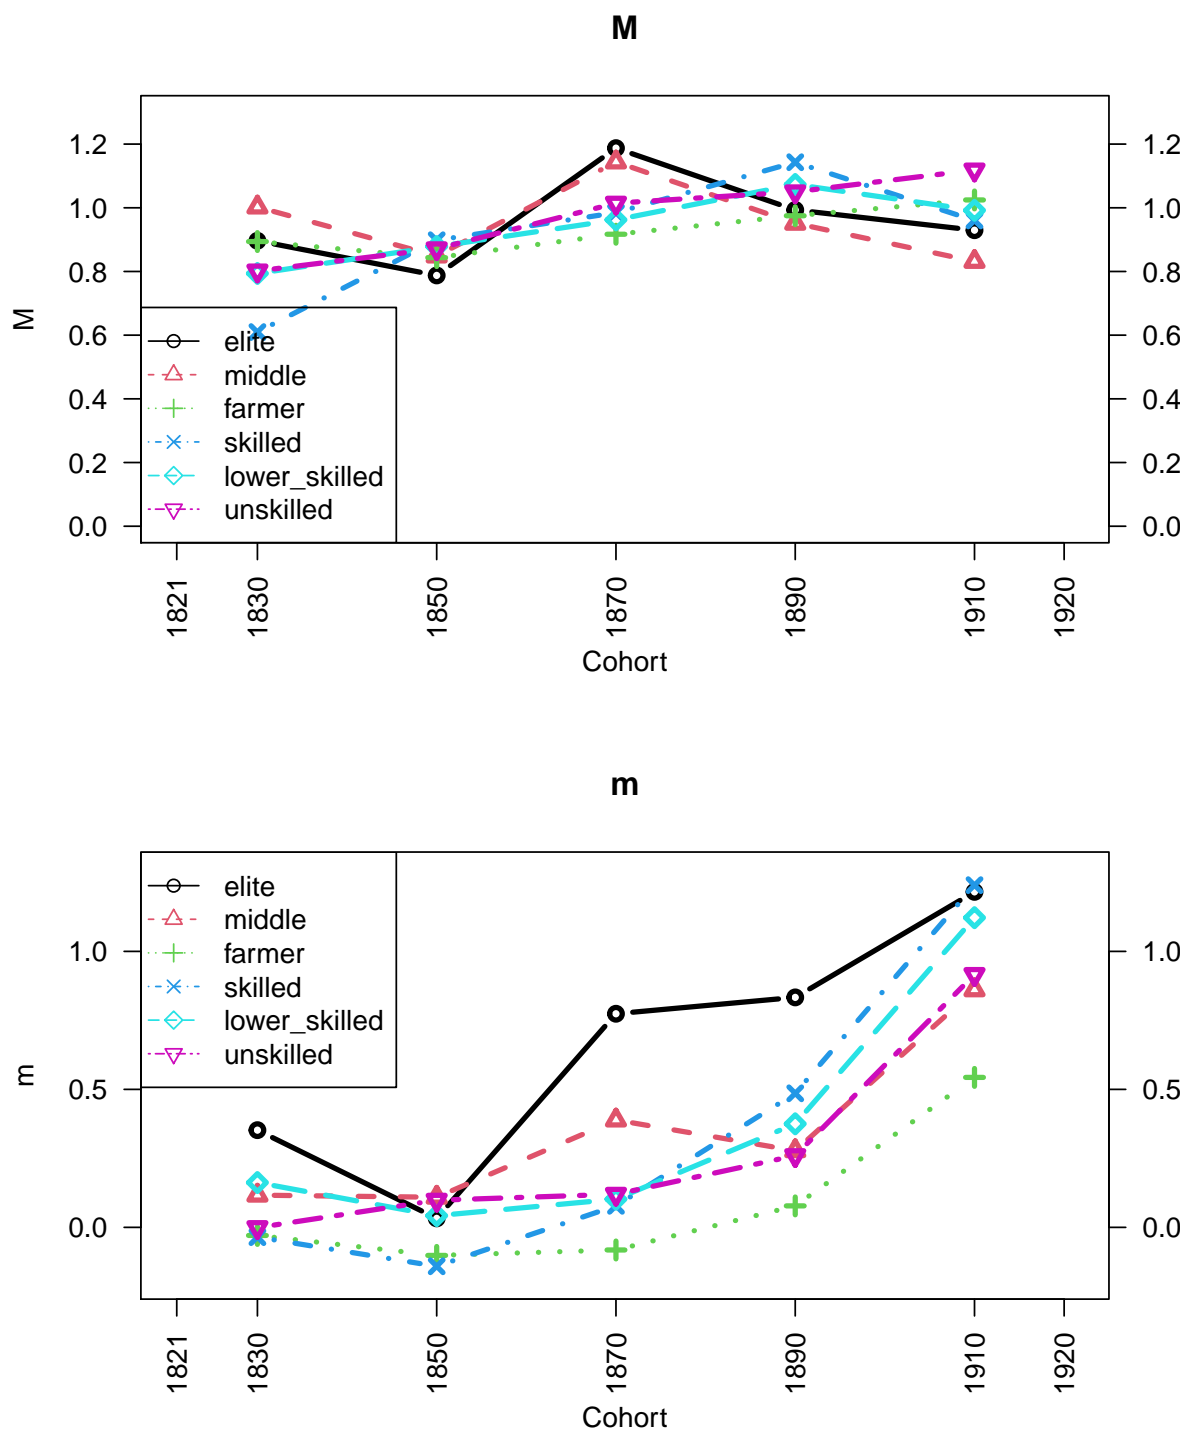 M
1.2 1.2
1.0 1.0
0.8 0.8
0.6 0.6
0.4 0.4
0.2 0.2
0.0 0.0
M
elite
middle
farmer
skilled
lower_skilled
unskilled
1821 1830 1850 1870 1890 1910 1920
Cohort
m
1.0 1.0
0.5 0.5
0.0 0.0
m
elite
middle
farmer
skilled
lower_skilled
unskilled
1821 1830 1850 1870 1890 1910 1920
Cohort